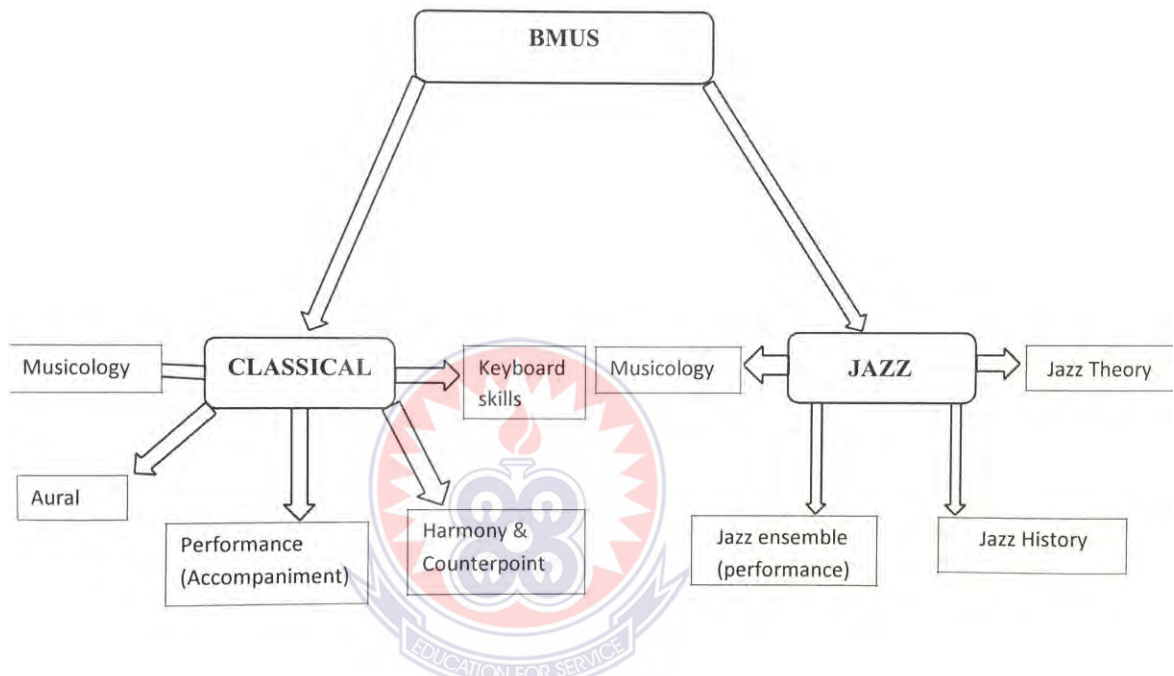 BMUS
Musicology
CLASSICAL
Keyboard
skills
Musicology
JAZZ
Jazz Theory
Aural
Performance
(Accompaniment)
Harmony &
Counterpoint
Jazz ensemble
(performance)
Jazz History
EDUCATION FOR SERVICE